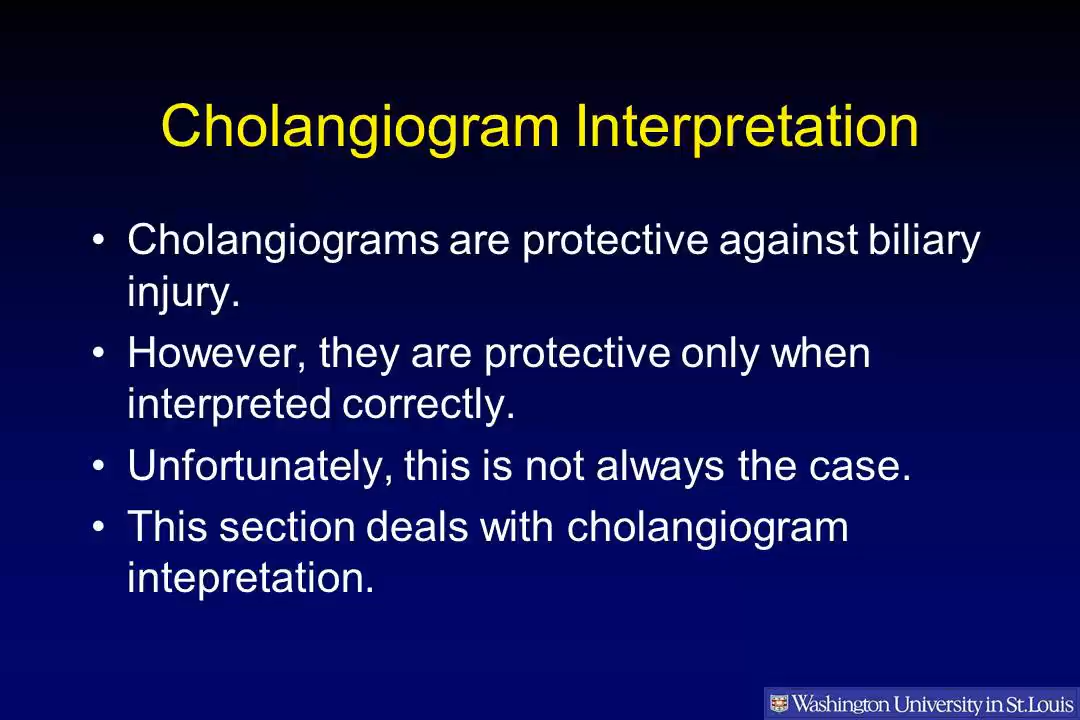 Cholangiogram Interpretation
• Cholangiograms are protective against biliary
injury.
• However, they are protective only when
interpreted correctly.
• Unfortunately, this is not always the case.
• This section deals with cholangiogram
intepretation.
Washington University in St.Louis